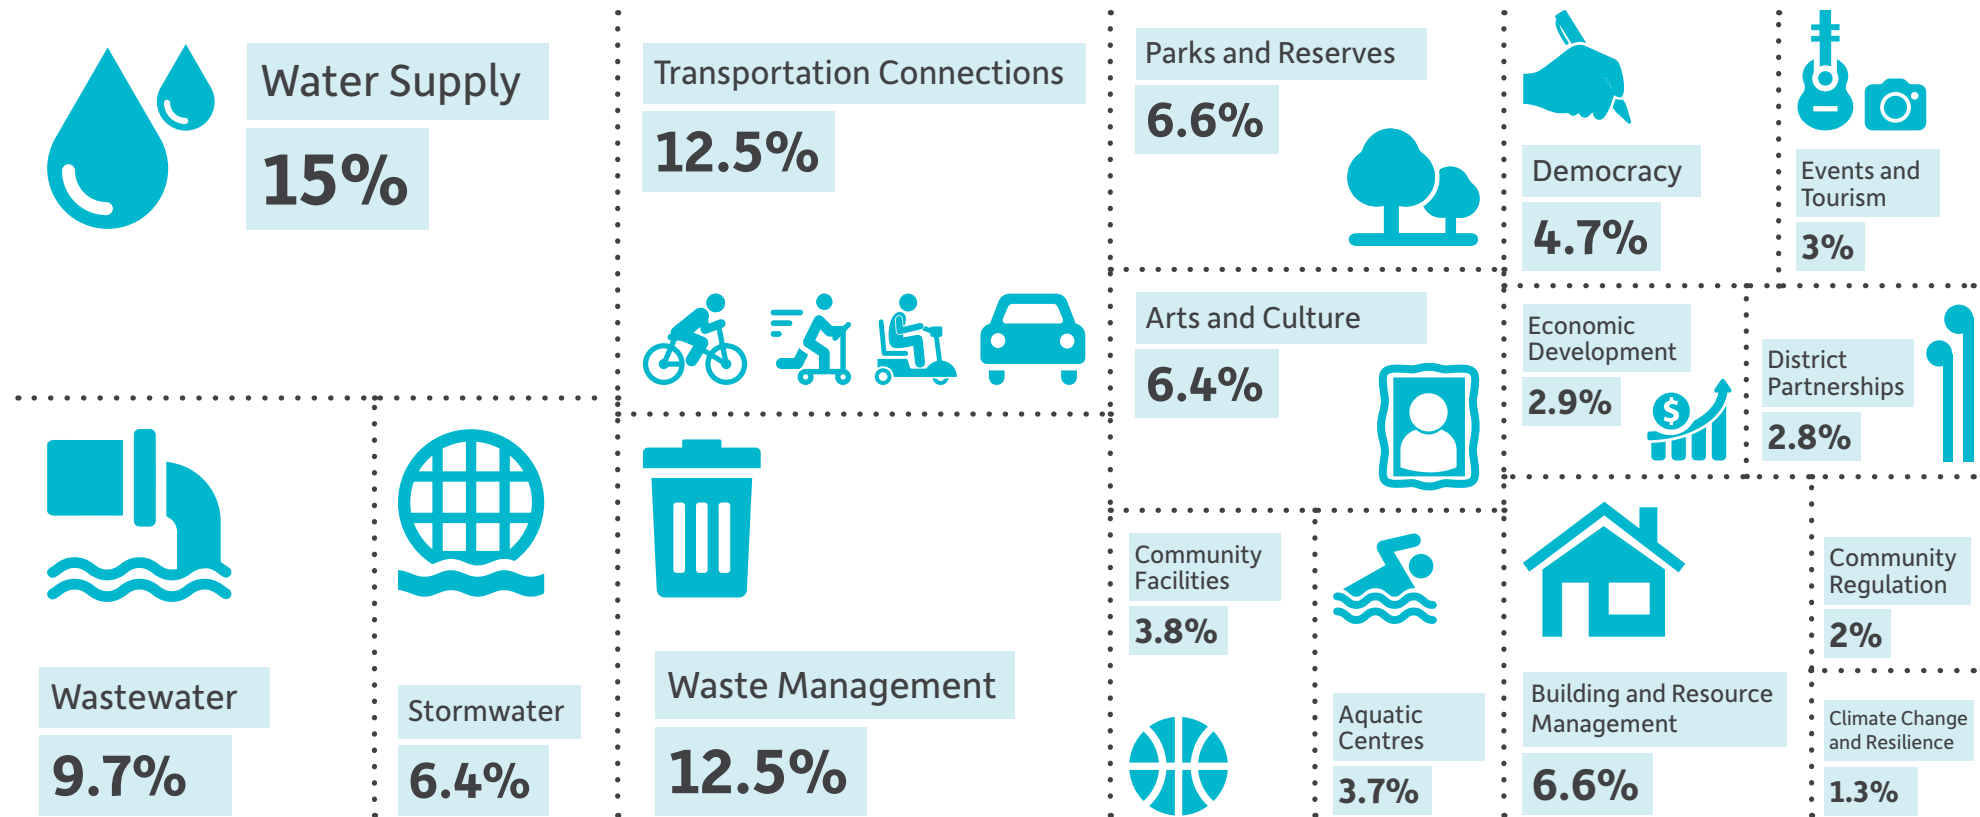 Water Supply
15%
Wastewater
9.7%
Stormwater
6.4%
Transportation Connections
12.5%
Waste Management
12.5%
Parks and Reserves
6.6%
Arts and Culture
6.4%
Community
Facilities
3.8%
Aquatic
Centres
3.7%
Democracy
4.7%
Events and
Tourism
3%
Economic
Development
2.9%
$
District
Partnerships
2.8%
Building and Resource
Management
6.6%
Community
Regulation
2%
Climate Change
and Resilience
1.3%